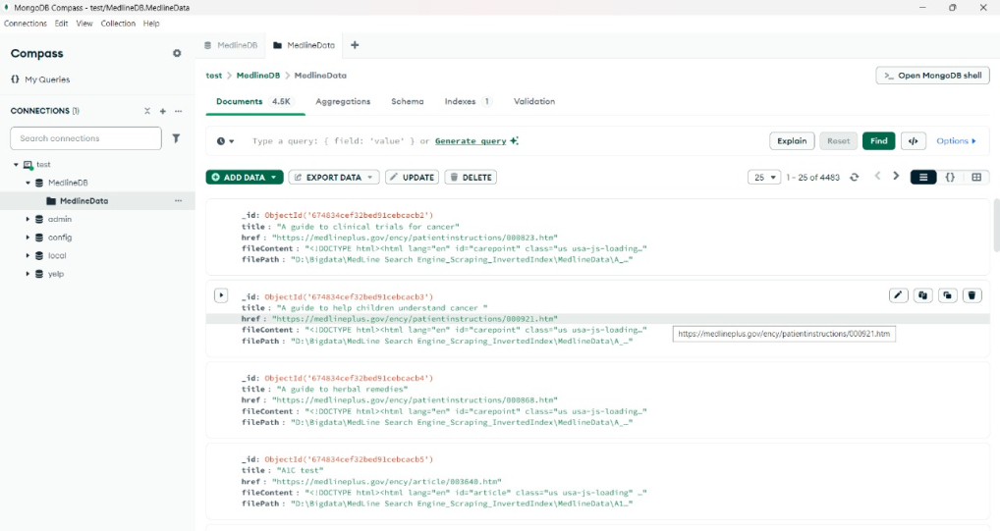 MongoDB Compass - test/MedlineDB.MedlineData
Connections Edit View Collection Help
Compass
{} My Queries
CONNECTIONS (1)
Search connections
test
MedlineDB
MedlineData
admin
config
local
yelp
MedlineDB MedlineData
test > MedlineDB > MedlineData
>_ Open MongoDB shell
Documents 4.5K Aggregations Schema Indexes 1 Validation
Type a query: { field: 'value' } or Generate query
Explain Reset Find </> Options
ADD DATA EXPORT DATA UPDATE DELETE
25 1 - 25 of 4483 {}
_id: ObjectId('674834cef32bed91cebcacb2')
title : "A guide to clinical trials for cancer"
href : "https://medlineplus.gov/ency/patientinstructions/000823.htm"
fileContent : "<!DOCTYPE html><html lang="en" id="carepoint" class="us usa-js-loading…"
filePath : "D:\Bigdata\MedLine Search Engine_Scraping_InvertedIndex\MedlineData\A_…"
_id: ObjectId('674834cef32bed91cebcacb3')
title : "A guide to help children understand cancer "
href : "https://medlineplus.gov/ency/patientinstructions/000921.htm"
fileContent : "<!DOCTYPE html><html lang="en" id="carepoint" class="us usa-js-loading…"
https://medlineplus.gov/ency/patientinstructions/000921.htm
filePath : "D:\Bigdata\MedLine Search Engine_Scraping_InvertedIndex\MedlineData\A_…"
_id: ObjectId('674834cef32bed91cebcacb4')
title : "A guide to herbal remedies"
href : "https://medlineplus.gov/ency/patientinstructions/000868.htm"
fileContent : "<!DOCTYPE html><html lang="en" id="carepoint" class="us usa-js-loading…"
filePath : "D:\Bigdata\MedLine Search Engine_Scraping_InvertedIndex\MedlineData\A_…"
_id: ObjectId('674834cef32bed91cebcacb5')
title : "A1C test"
href : "https://medlineplus.gov/ency/article/003640.htm"
fileContent : "<!DOCTYPE html><html lang="en" id="article" class="us usa-js-loading" …"
filePath : "D:\Bigdata\MedLine Search Engine_Scraping_InvertedIndex\MedlineData\A1…"